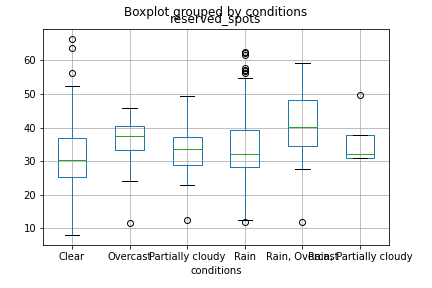 Boxplot grouped by conditions
reserved_spots
60
50
40
30
20
10
Clear Overcast Partially cloudy Rain Rain, Overcast Rain, Partially cloudy
conditions